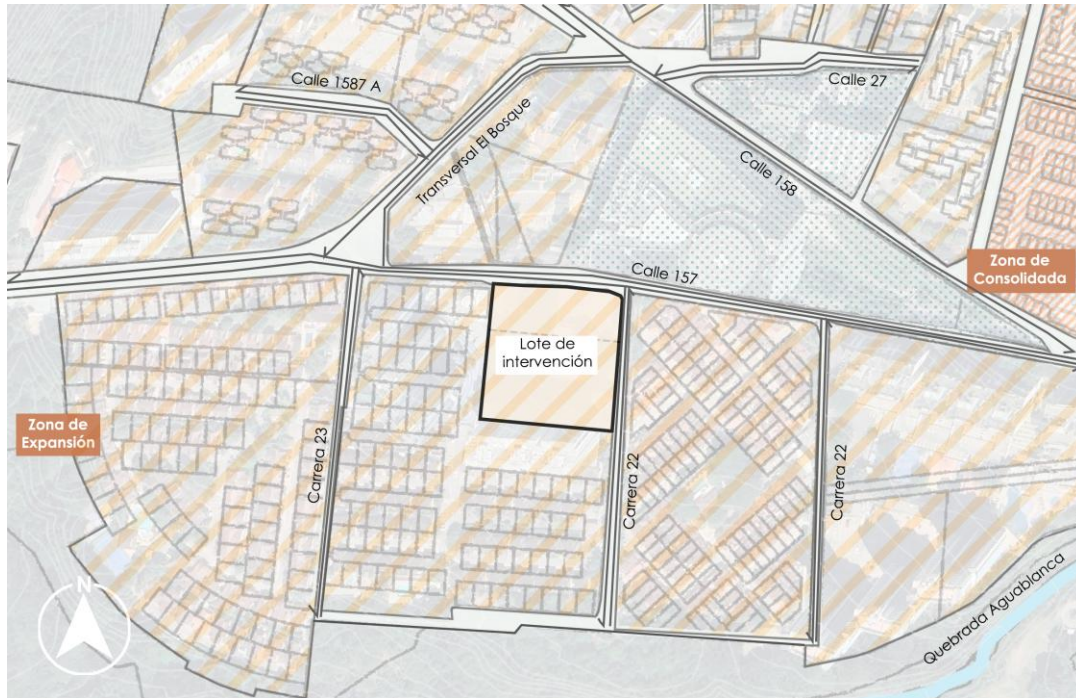 Calle 1587 A
Calle 27
Transversal El Bosque
Calle 158
Zona de
Consolidada
Calle 157
Lote de
intervención
Zona de
Expansión
Carrera 23
Carrera 22
Carrera 22
Quebrada Aguablanca
N